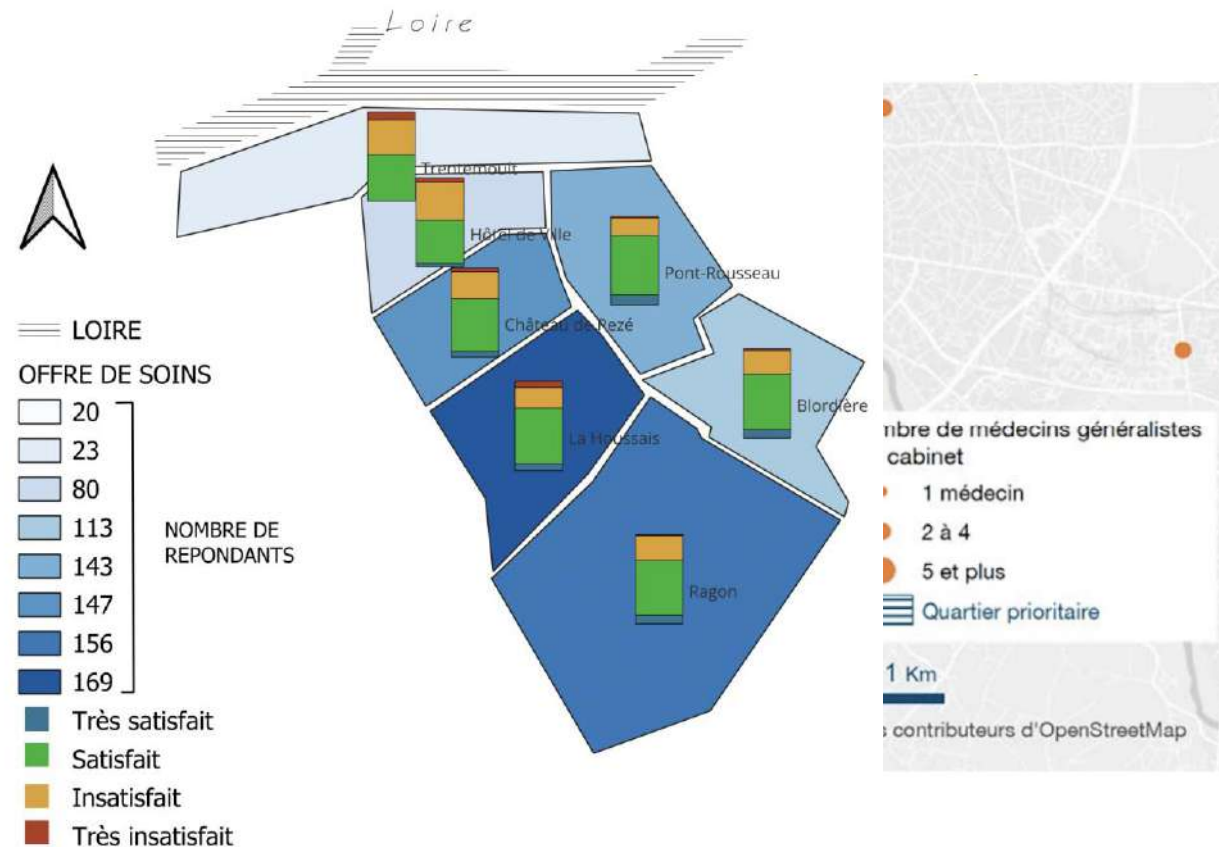 Loire
Trentemoult
Hôtel de Ville
Pont-Rousseau
Château de Rezé
Blordière
La Houssais
Ragon
LOIRE
OFFRE DE SOINS
20
23
80
113
143
147
156
169
NOMBRE DE
REPONDANTS
Très satisfait
Satisfait
Insatisfait
Très insatisfait
mbre de médecins généralistes
cabinet
1 médecin
2 à 4
5 et plus
Quartier prioritaire
1 Km
s contributeurs d'OpenStreetMap